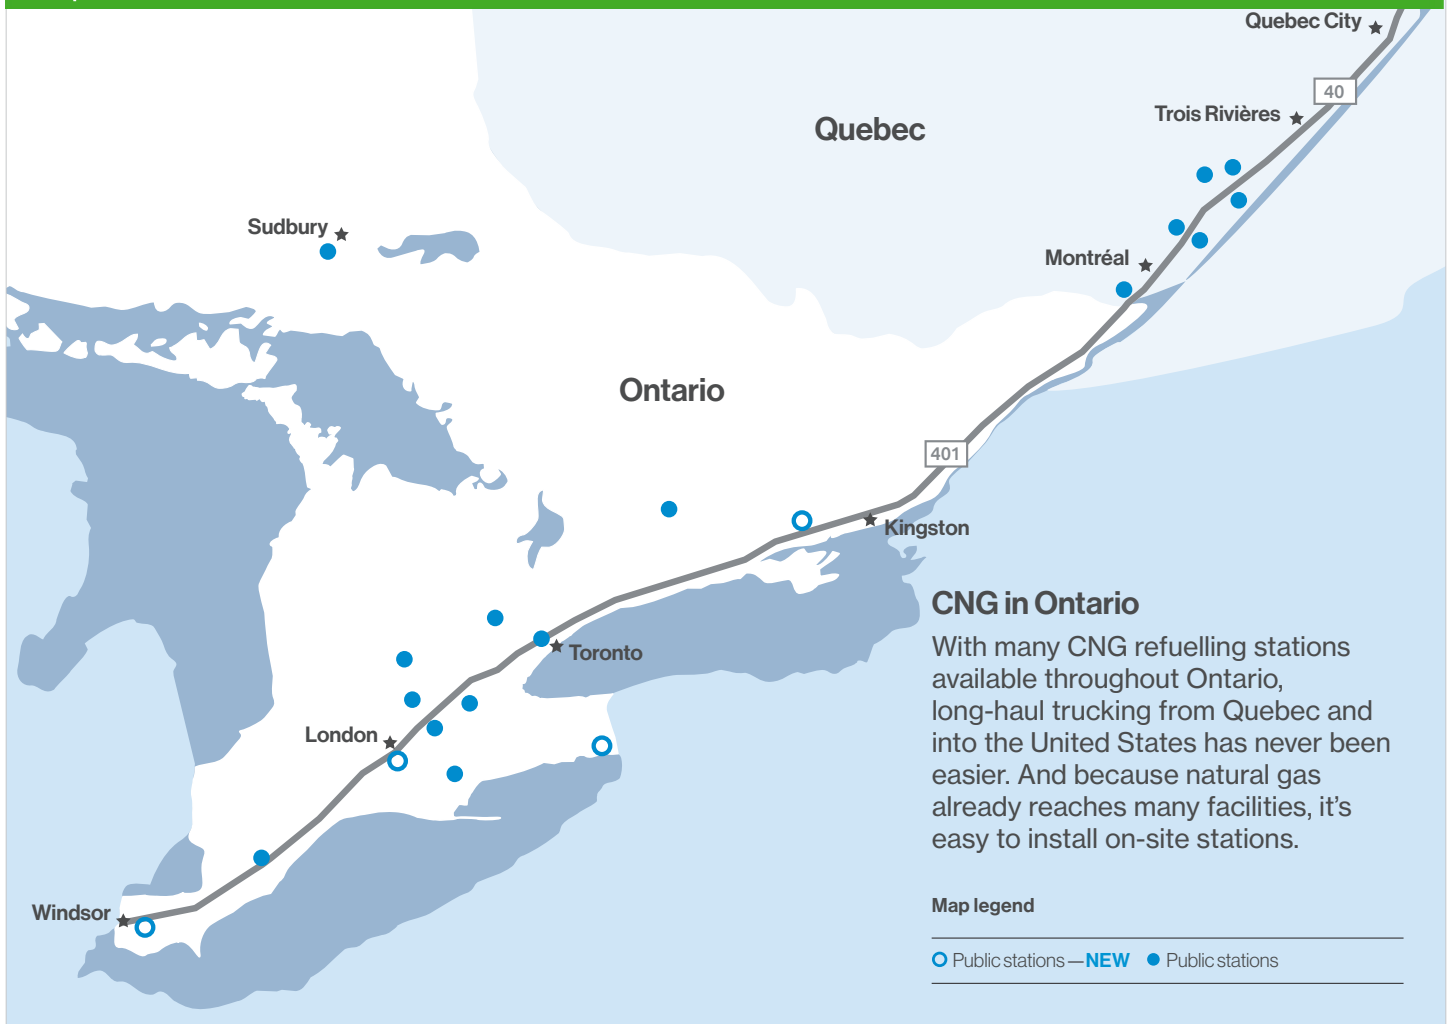 Quebec City
40
Trois Rivières
Quebec
Sudbury
Montréal
Ontario
401
Kingston
CNG in Ontario
With many CNG refuelling stations
available throughout Ontario,
long-haul trucking from Quebec and
into the United States has never been
easier. And because natural gas
already reaches many facilities, it’s
easy to install on-site stations.
Toronto
London
Windsor
Map legend
Public stations—NEW
Public stations